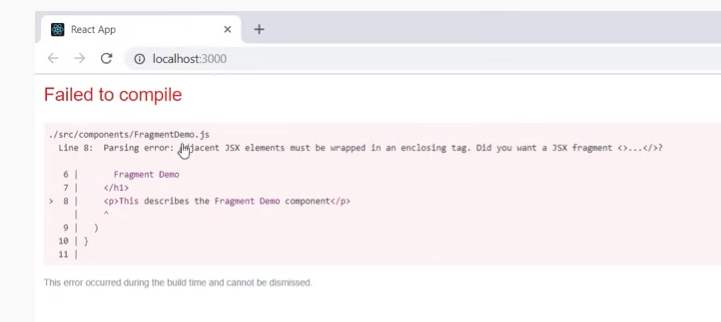 React App
localhost:3000
Failed to compile
./src/components/FragmentDemo.js
Line 8: Parsing error: Adjacent JSX elements must be wrapped in an enclosing tag. Did you want a JSX fragment <>...</>?
6 | Fragment Demo
7 | </h1>
> 8 | <p>This describes the Fragment Demo component</p>
| ^
9 | )
10 | }
11 |
This error occurred during the build time and cannot be dismissed.